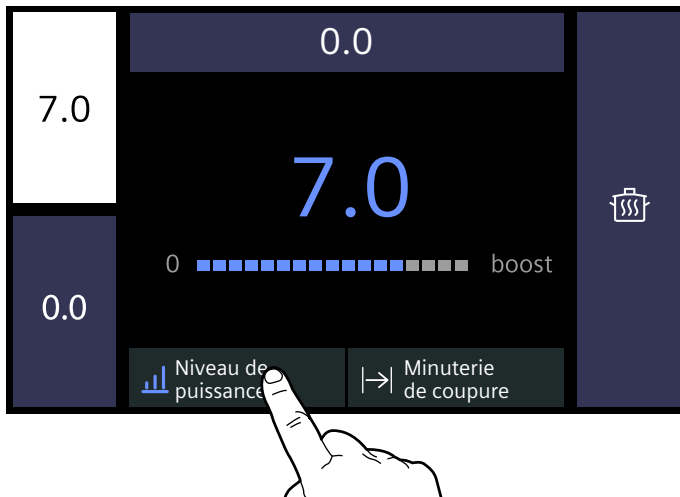 0.0
7.0
7.0
0 boost
0.0
Niveau de
puissance
Minuterie
de coupure